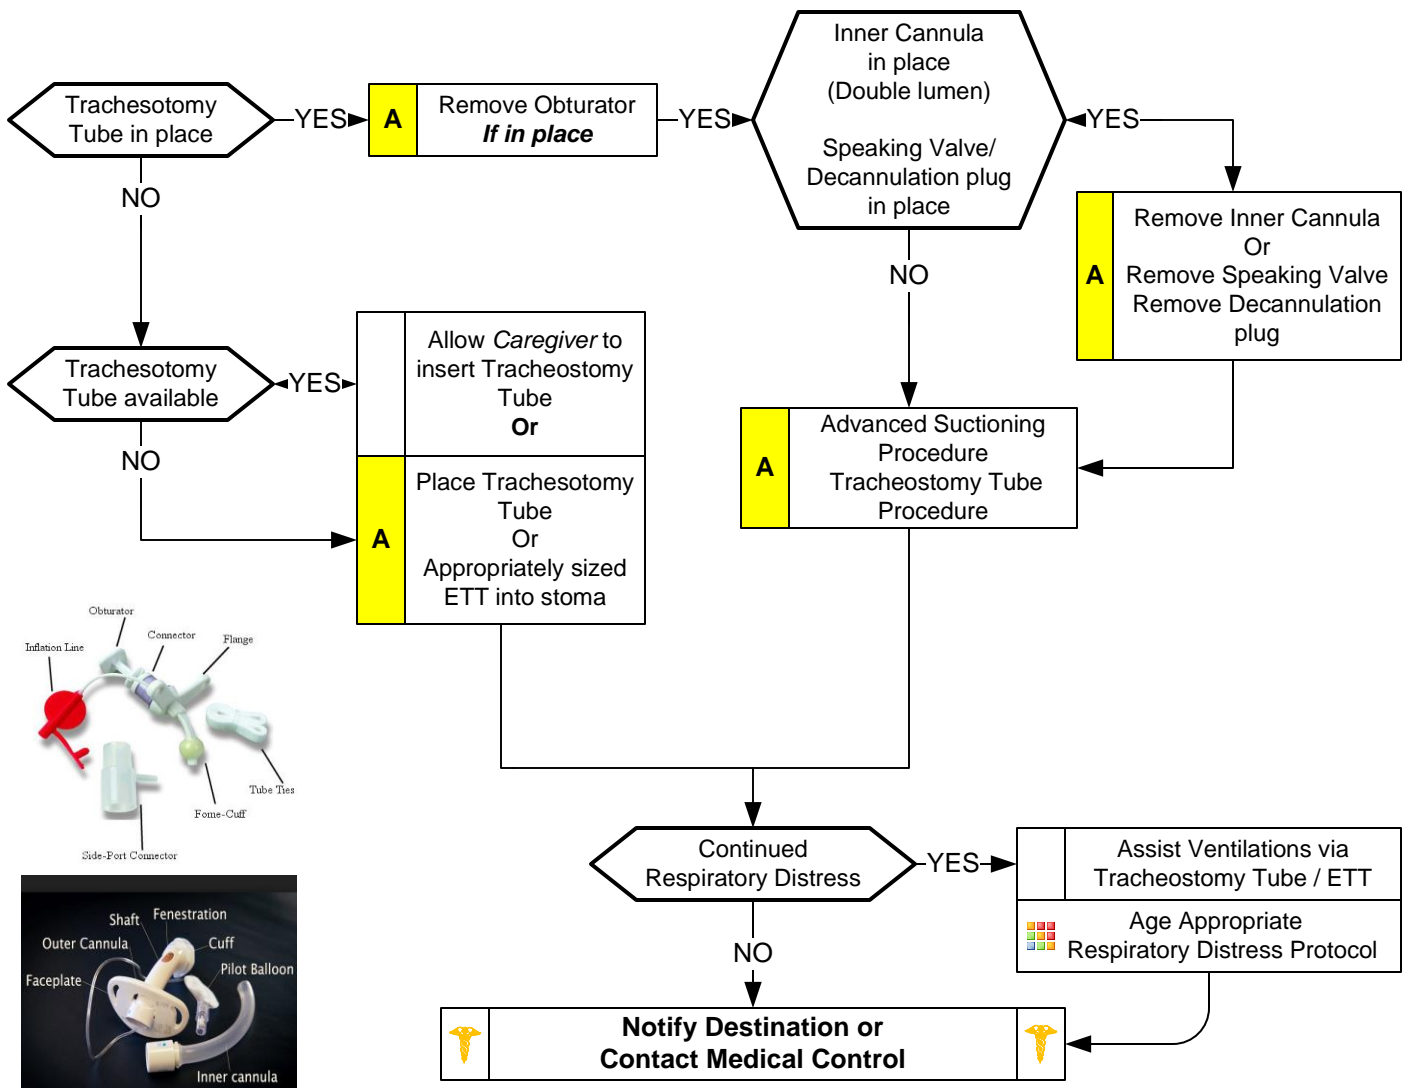 Trachesotomy
Tube in place
YES
A
Remove Obturator
If in place
YES
Inner Cannula
in place
(Double lumen)
Speaking Valve/
Decannulation plug
in place
YES
NO
NO
A
Remove Inner Cannula
Or
Remove Speaking Valve
Remove Decannulation
plug
Trachesotomy
Tube available
YES
Allow Caregiver to
insert Tracheostomy
Tube
Or
NO
A
Place Trachesotomy
Tube
Or
Appropriately sized
ETT into stoma
A
Advanced Suctioning
Procedure
Tracheostomy Tube
Procedure
Obturator
Connector
Flange
Inflation Line
Tube Ties
Fome-Cuff
Side-Port Connector
Continued
Respiratory Distress
YES
Assist Ventilations via
Tracheostomy Tube / ETT
Age Appropriate
Respiratory Distress Protocol
NO
Notify Destination or
Contact Medical Control
Shaft
Fenestration
Outer Cannula
Cuff
Faceplate
Pilot Balloon
Inner cannula